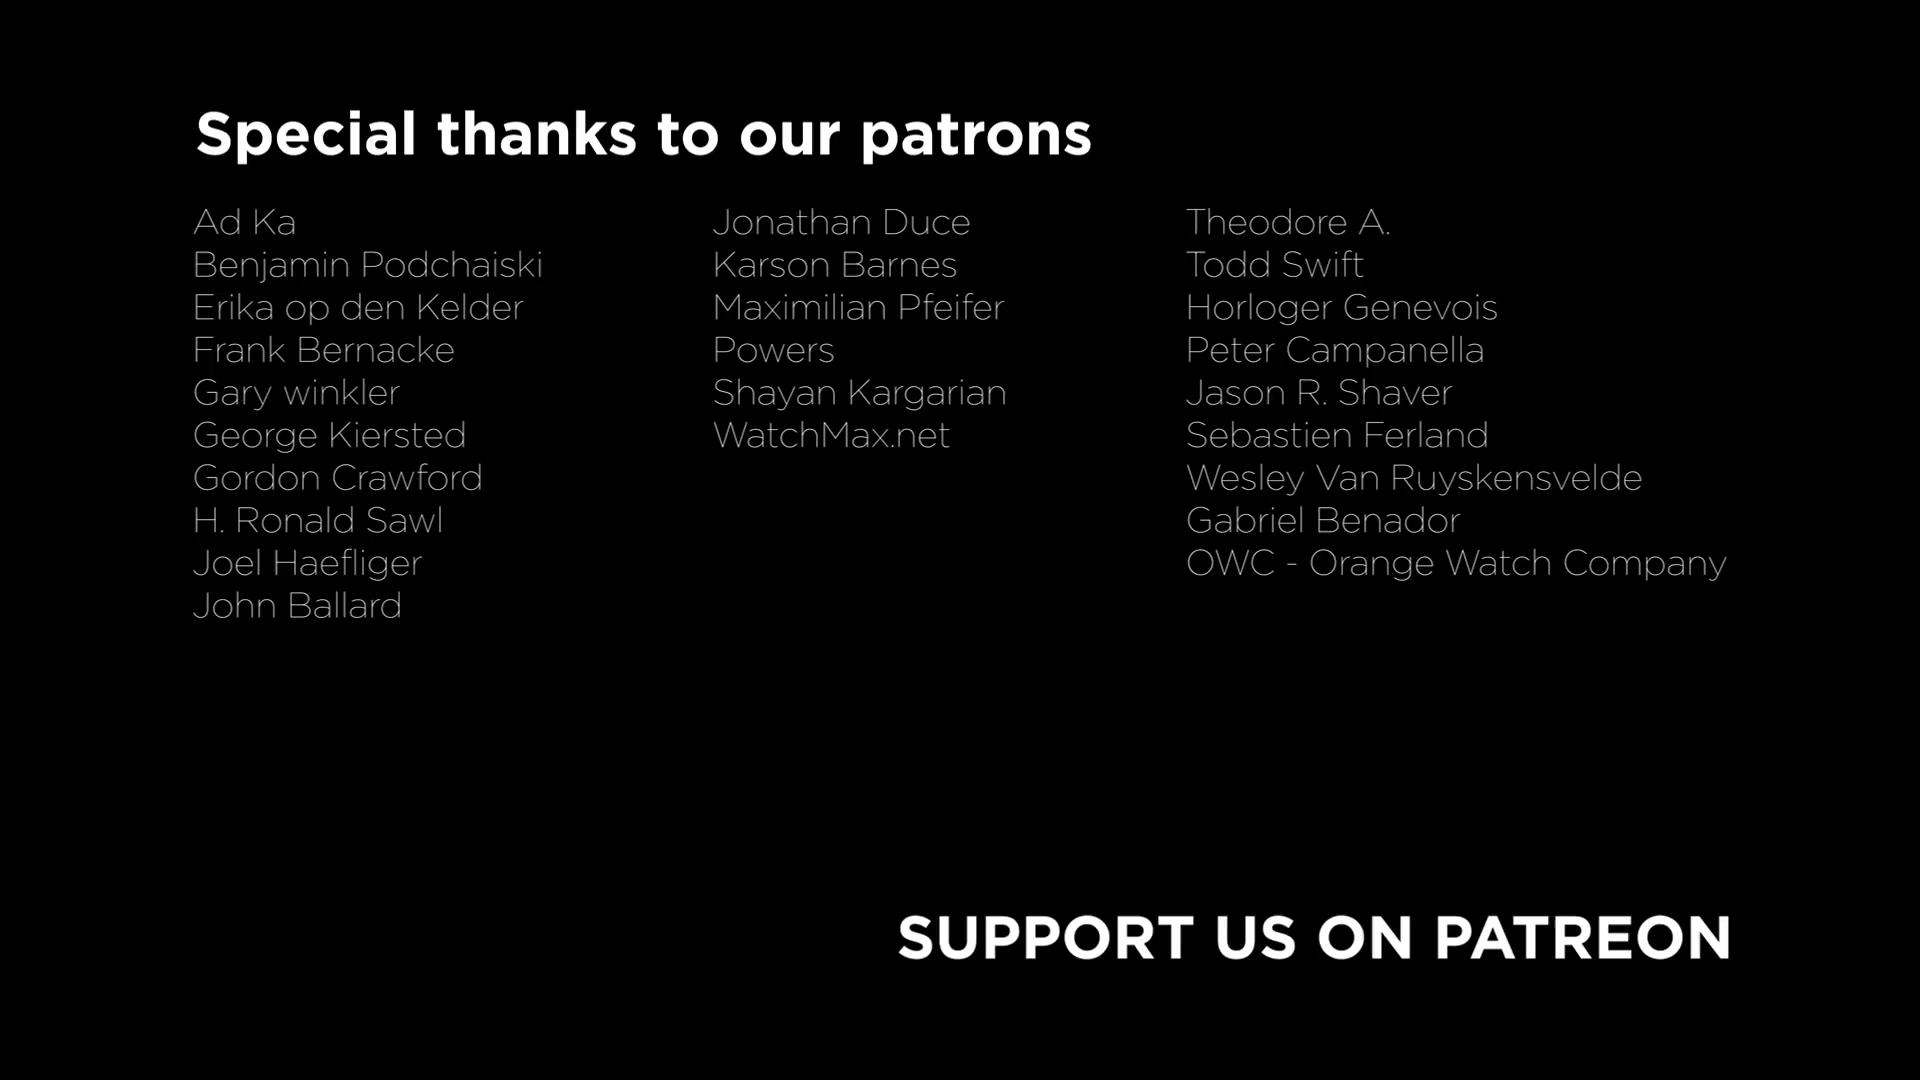 Special thanks to our patrons
Ad Ka
Benjamin Podchaiski
Erika op den Kelder
Frank Bernacke
Gary winkler
George Kiersted
Gordon Crawford
H. Ronald Sawl
Joel Haefliger
John Ballard
Jonathan Duce
Karson Barnes
Maximilian Pfeifer
Powers
Shayan Kargarian
WatchMax.net
Theodore A.
Todd Swift
Horloger Genevois
Peter Campanella
Jason R. Shaver
Sebastien Ferland
Wesley Van Ruyskensvelde
Gabriel Benador
OWC - Orange Watch Company
SUPPORT US ON PATREON